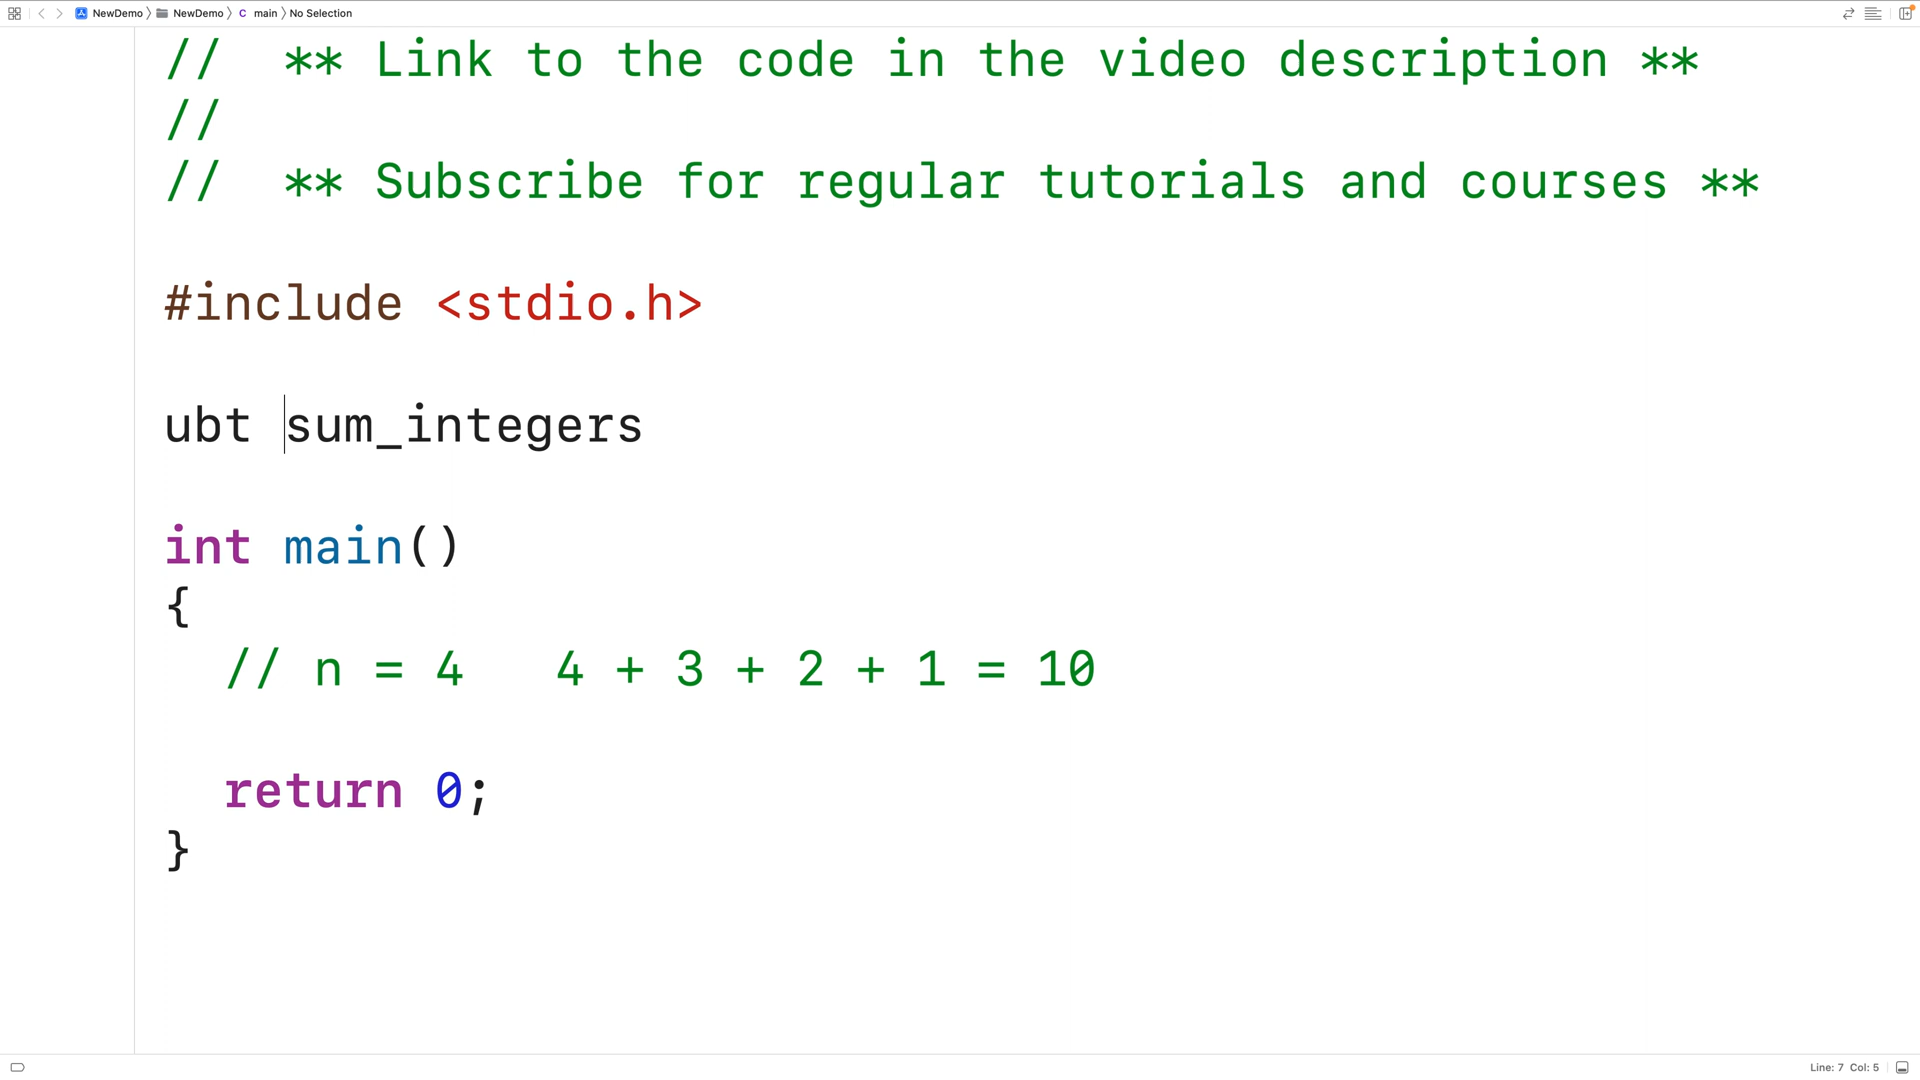 NewDemo NewDemo C main No Selection
// ** Link to the code in the video description **
//
// ** Subscribe for regular tutorials and courses **
#include <stdio.h>
ubt sum_integers
int main()
{
// n = 4 4 + 3 + 2 + 1 = 10
return 0;
}
Line: 7 Col: 5